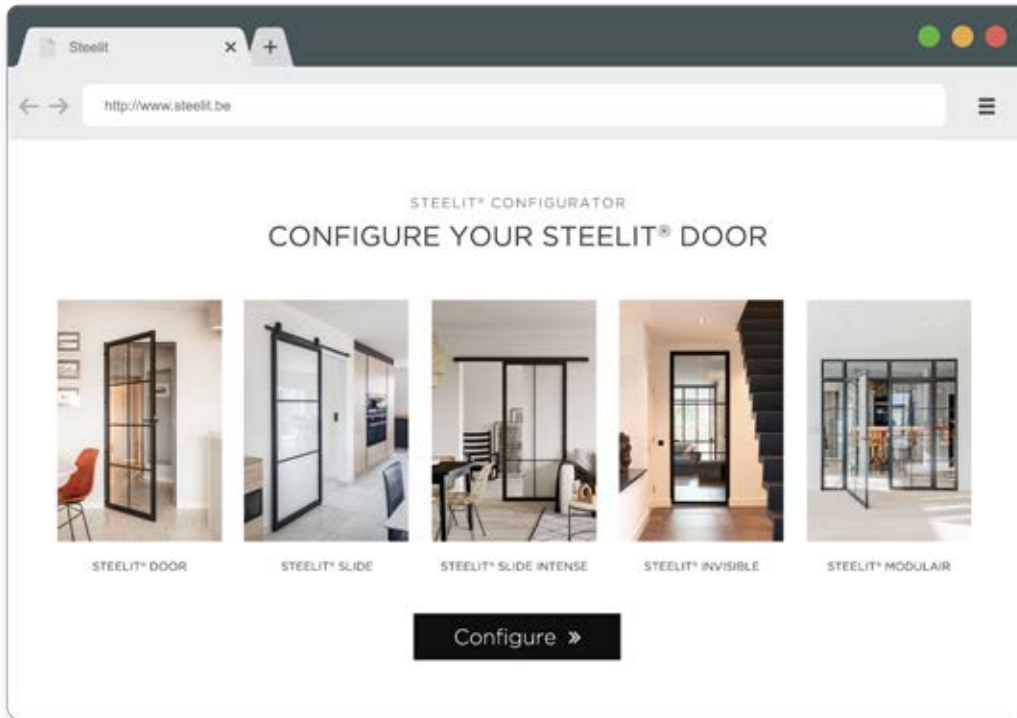 Steelit
http://www.steelit.be
STEELIT® CONFIGURATOR
CONFIGURE YOUR STEELIT® DOOR
STEELIT® DOOR
STEELIT® SLIDE
STEELIT® SLIDE INTENSE
STEELIT® INVISIBLE
STEELIT® MODULAIR
Configure »